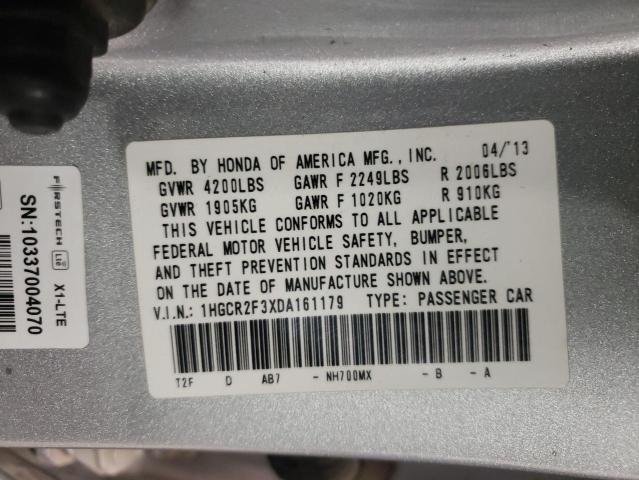 MFD. BY HONDA OF AMERICA MFG., INC. 04/'13
GVWR 4200LBS GAWR F 2249LBS R 2006LBS
GVWR 1905KG GAWR F 1020KG R 910KG
THIS VEHICLE CONFORMS TO ALL APPLICABLE
FEDERAL MOTOR VEHICLE SAFETY, BUMPER,
AND THEFT PREVENTION STANDARDS IN EFFECT
ON THE DATE OF MANUFACTURE SHOWN ABOVE.
V.I.N.: 1HGCR2F3XDA161179 TYPE: PASSENGER CAR
T2F D AB7 - NH700MX - B - A
FIRSTECH Lte X1-LTE
SN:10337004070